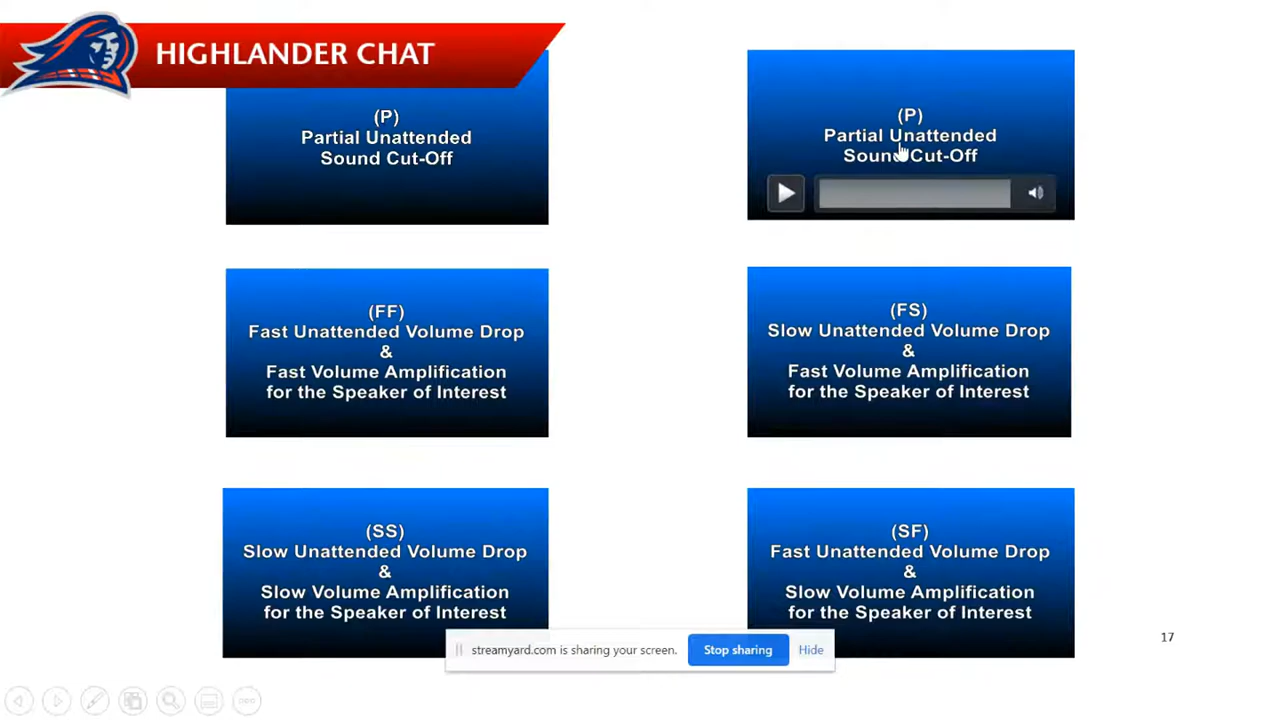 HIGHLANDER CHAT
(P)
Partial Unattended
Sound Cut-Off
(P)
Partial Unattended
Sound Cut-Off
(FF)
Fast Unattended Volume Drop
&
Fast Volume Amplification
for the Speaker of Interest
(FS)
Slow Unattended Volume Drop
&
Fast Volume Amplification
for the Speaker of Interest
(SS)
Slow Unattended Volume Drop
&
Slow Volume Amplification
for the Speaker of Interest
(SF)
Fast Unattended Volume Drop
&
Slow Volume Amplification
for the Speaker of Interest
17
streamyard.com is sharing your screen.
Stop sharing
Hide